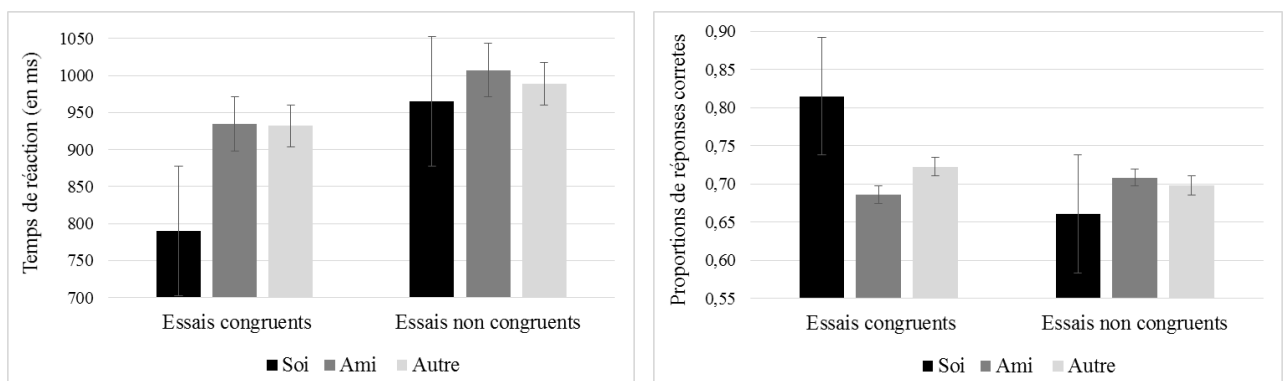 Temps de réaction (en ms)
1050
1000
950
900
850
800
750
700
Essais congruents
Essais non congruents
Soi
Ami
Autre
Proportions de réponses corretes
0,90
0,85
0,80
0,75
0,70
0,65
0,60
0,55
Essais congruents
Essais non congruents
Soi
Ami
Autre